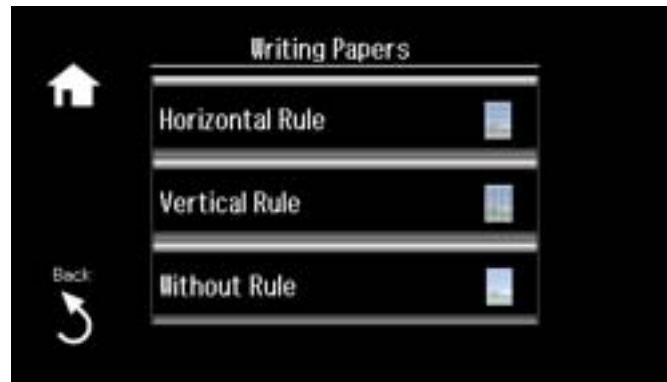 Writing Papers
Horizontal Rule
Vertical Rule
Back
Without Rule